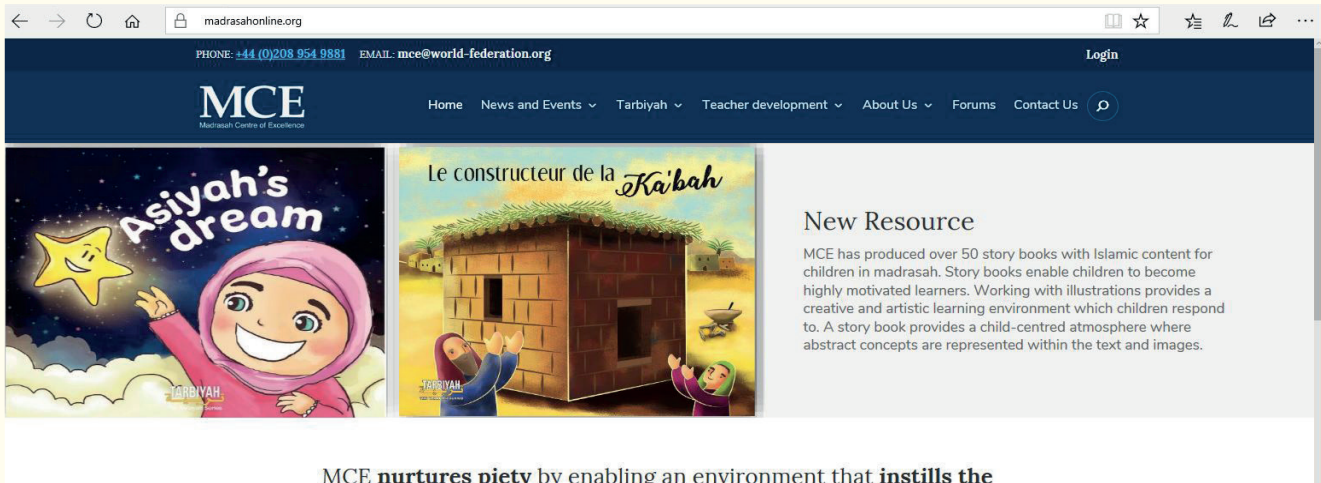 madrasahonline.org
PHONE: +44 (0)208 954 9881 EMAIL: mce@world-federation.org Login
MCE
Madrasah Centre of Excellence
Home News and Events Tarbiyah Teacher development About Us Forums Contact Us
Asiyah's
dream
TARBIYAH
Le constructeur de la Ka'bah
TARBIYAH
New Resource
MCE has produced over 50 story books with Islamic content for
children in madrasah. Story books enable children to become
highly motivated learners. Working with illustrations provides a
creative and artistic learning environment which children respond
to. A story book provides a child-centred atmosphere where
abstract concepts are represented within the text and images.
MCE nurtures piety by enabling an environment that instills the